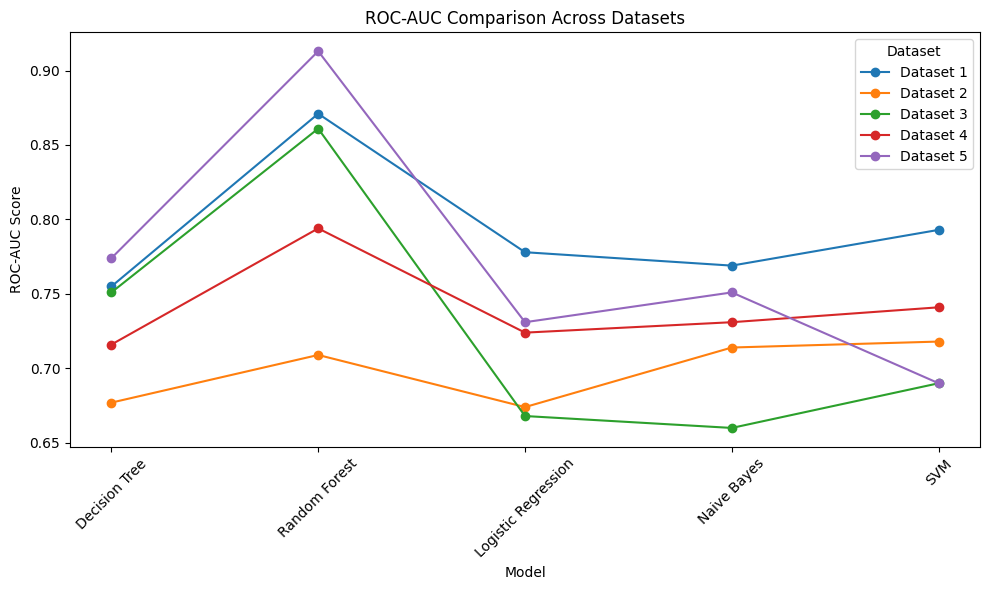 ROC-AUC Comparison Across Datasets
ROC-AUC Score
0.90
0.85
0.80
0.75
0.70
0.65
Dataset
Dataset 1
Dataset 2
Dataset 3
Dataset 4
Dataset 5
Decision Tree
Random Forest
Logistic Regression
Naive Bayes
SVM
Model